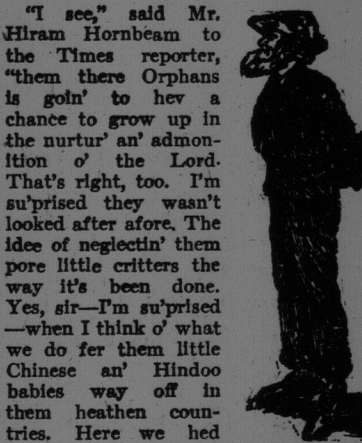 "I see," said Mr.
Hiram Hornbeam to
the Times reporter,
"them there Orphans
is goin' to hev a
chance to grow up in
the nurtur' an' admon-
ition o' the Lord.
That's right, too. I'm
su'prised they wasn't
looked after afore. The
idee of neglectin' them
pore little critters the
way it's been done.
Yes, sir—I'm su'prised
—when I think o' what
we do fer them little
Chinese an' Hindoo
babies way off in
them heathen coun-
tries. Here we hed